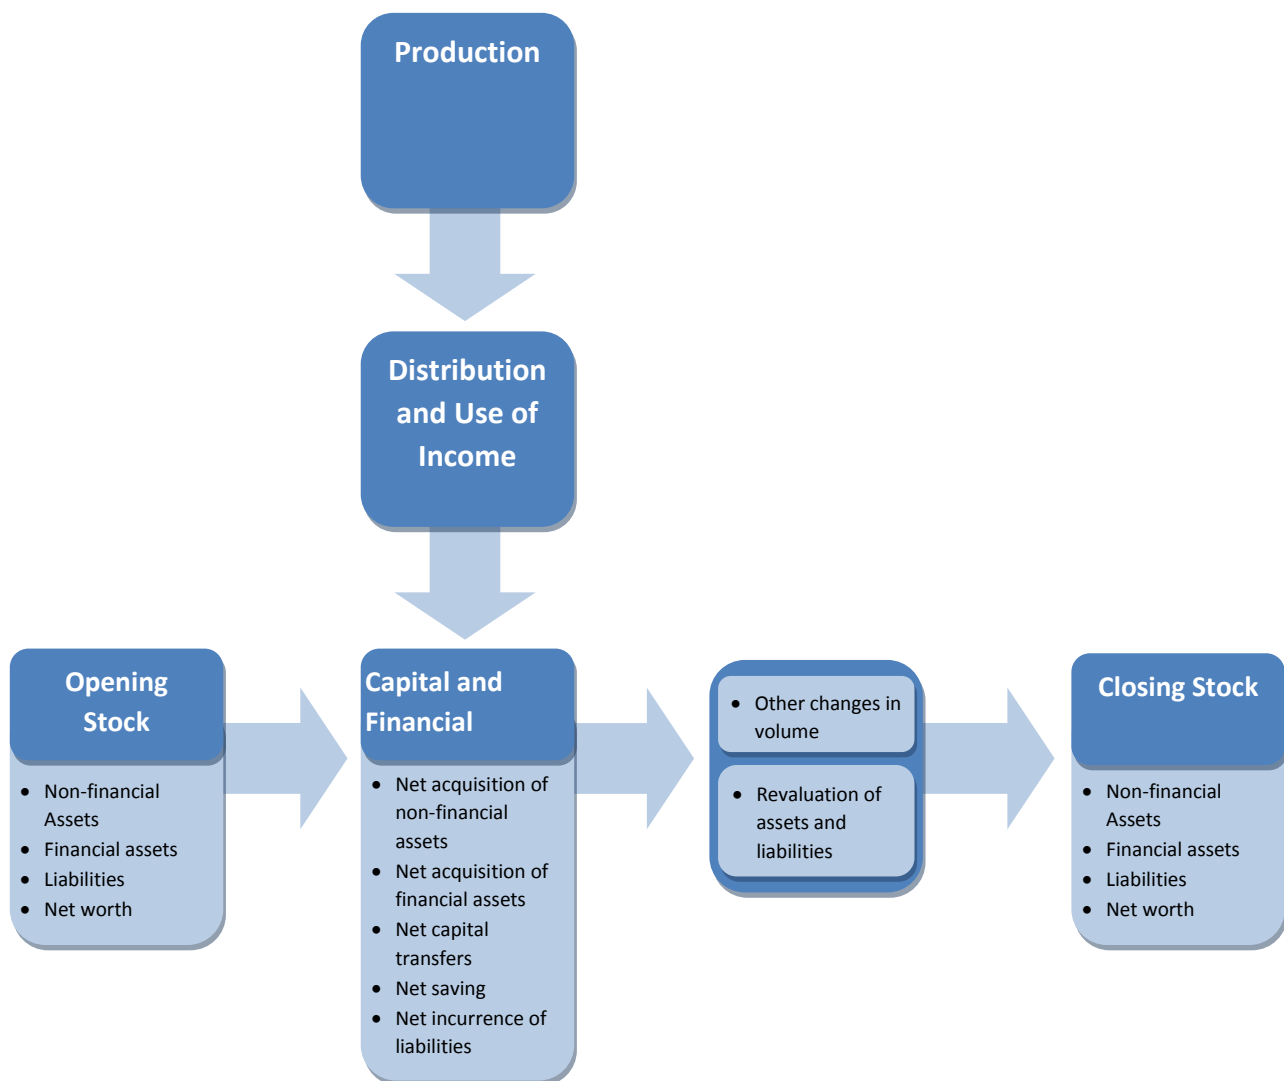 Production
Distribution
and Use of
Income
Opening
Stock
• Non-financial
Assets
• Financial assets
• Liabilities
• Net worth
Capital and
Financial
• Net acquisition of
non-financial
assets
• Net acquisition of
financial assets
• Net capital
transfers
• Net saving
• Net incurrence of
liabilities
• Other changes in
volume
• Revaluation of
assets and
liabilities
Closing Stock
• Non-financial
Assets
• Financial assets
• Liabilities
• Net worth